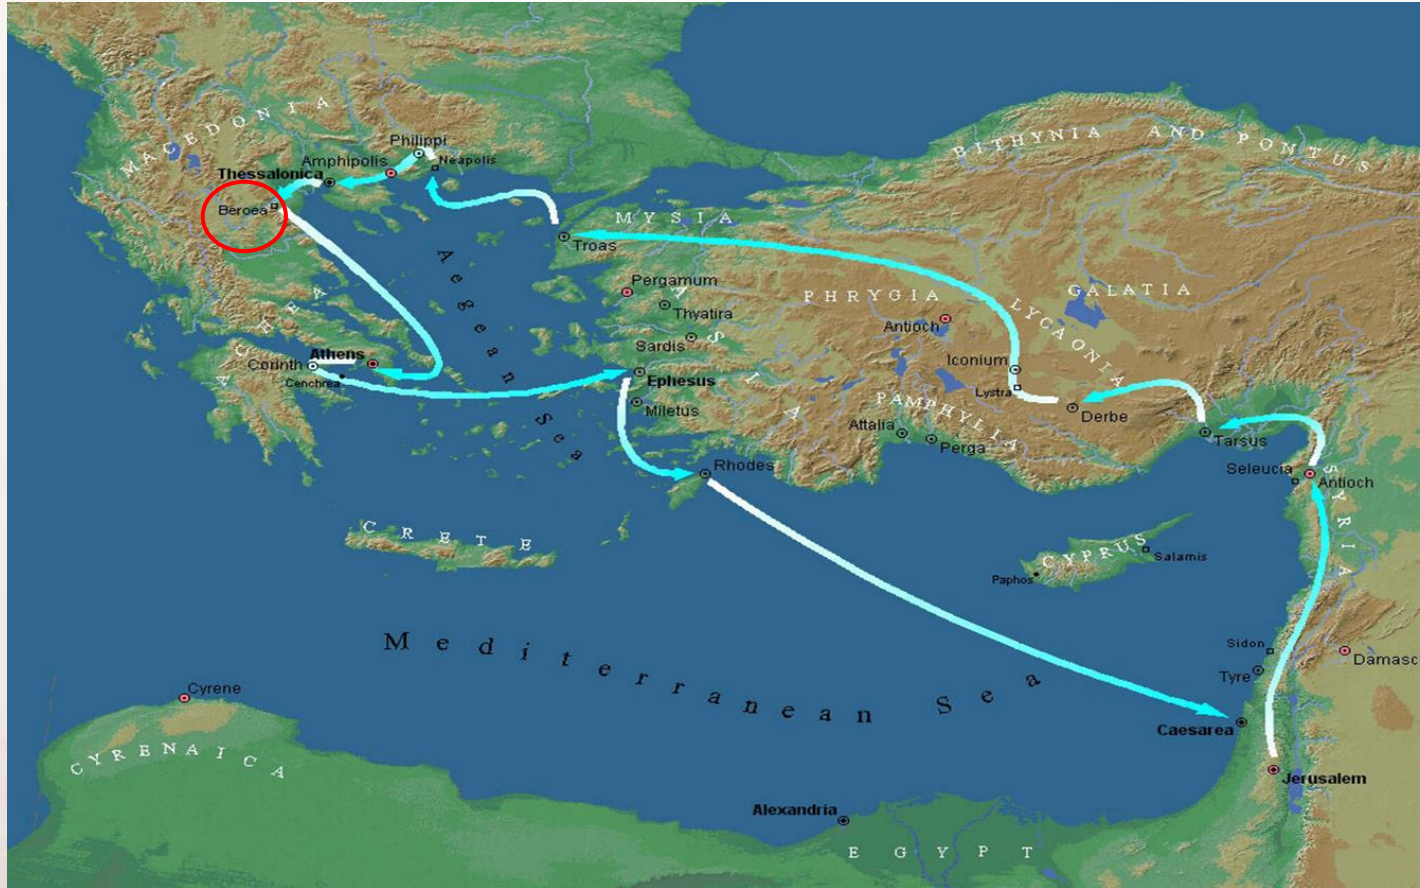 MACEDONIA
Philippi
Amphipolis
Neapolis
Thessalonica
Beroea
BITHYNIA AND PONTUS
MYSIA
Troas
Aegean Sea
Pergamum
Thyatira
Sardis
ASIA
PHRYGIA
Antioch
GALATIA
LYCAONIA
Iconium
Lystra
Derbe
ACHEA
Athens
Corinth
Cenchrea
Ephesus
Miletus
PAMPHYLIA
Attalia
Perga
Tarsus
Rhodes
Seleucia
Antioch
SYRIA
CRETE
CYPRUS
Salamis
Paphos
Mediterranean Sea
Sidon
Tyre
Damasc
Cyrene
CYRENAICA
Caesarea
Jerusalem
Alexandria
EGYPT